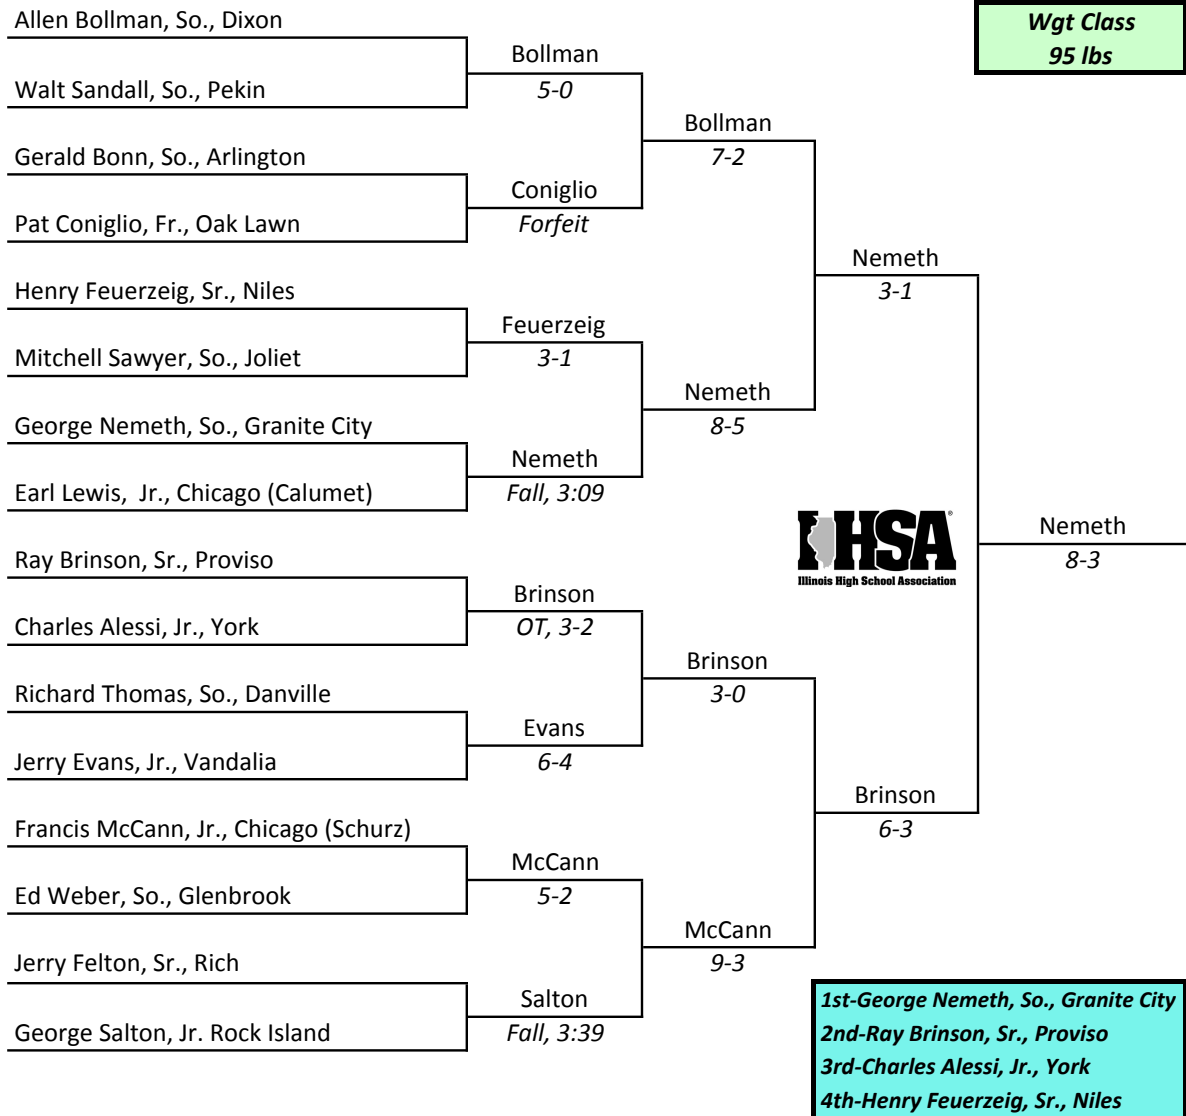 Allen Bollman, So., Dixon
Wgt Class
95 lbs
Bollman
5-0
Walt Sandall, So., Pekin
Bollman
7-2
Gerald Bonn, So., Arlington
Coniglio
Forfeit
Pat Coniglio, Fr., Oak Lawn
Nemeth
3-1
Henry Feuerzeig, Sr., Niles
Feuerzeig
3-1
Mitchell Sawyer, So., Joliet
Nemeth
8-5
George Nemeth, So., Granite City
Nemeth
Fall, 3:09
Earl Lewis,  Jr., Chicago (Calumet)
IHSA®
Illinois High School Association
Nemeth
8-3
Ray Brinson, Sr., Proviso
Brinson
OT, 3-2
Charles Alessi, Jr., York
Brinson
3-0
Richard Thomas, So., Danville
Evans
6-4
Jerry Evans, Jr., Vandalia
Brinson
6-3
Francis McCann, Jr., Chicago (Schurz)
McCann
5-2
Ed Weber, So., Glenbrook
McCann
9-3
Jerry Felton, Sr., Rich
Salton
Fall, 3:39
George Salton, Jr. Rock Island
1st-George Nemeth, So., Granite City
2nd-Ray Brinson, Sr., Proviso
3rd-Charles Alessi, Jr., York
4th-Henry Feuerzeig, Sr., Niles